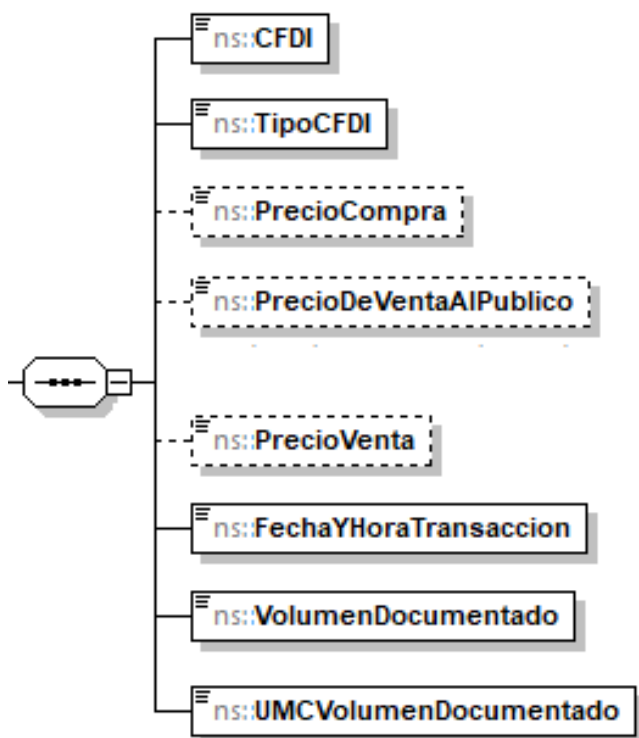 ns::CFDI
ns::TipoCFDI
ns::PrecioCompra
ns::PrecioDeVentaAlPublico
ns::PrecioVenta
ns::FechaYHoraTransaccion
ns::VolumenDocumentado
ns::UMCVolumenDocumentado